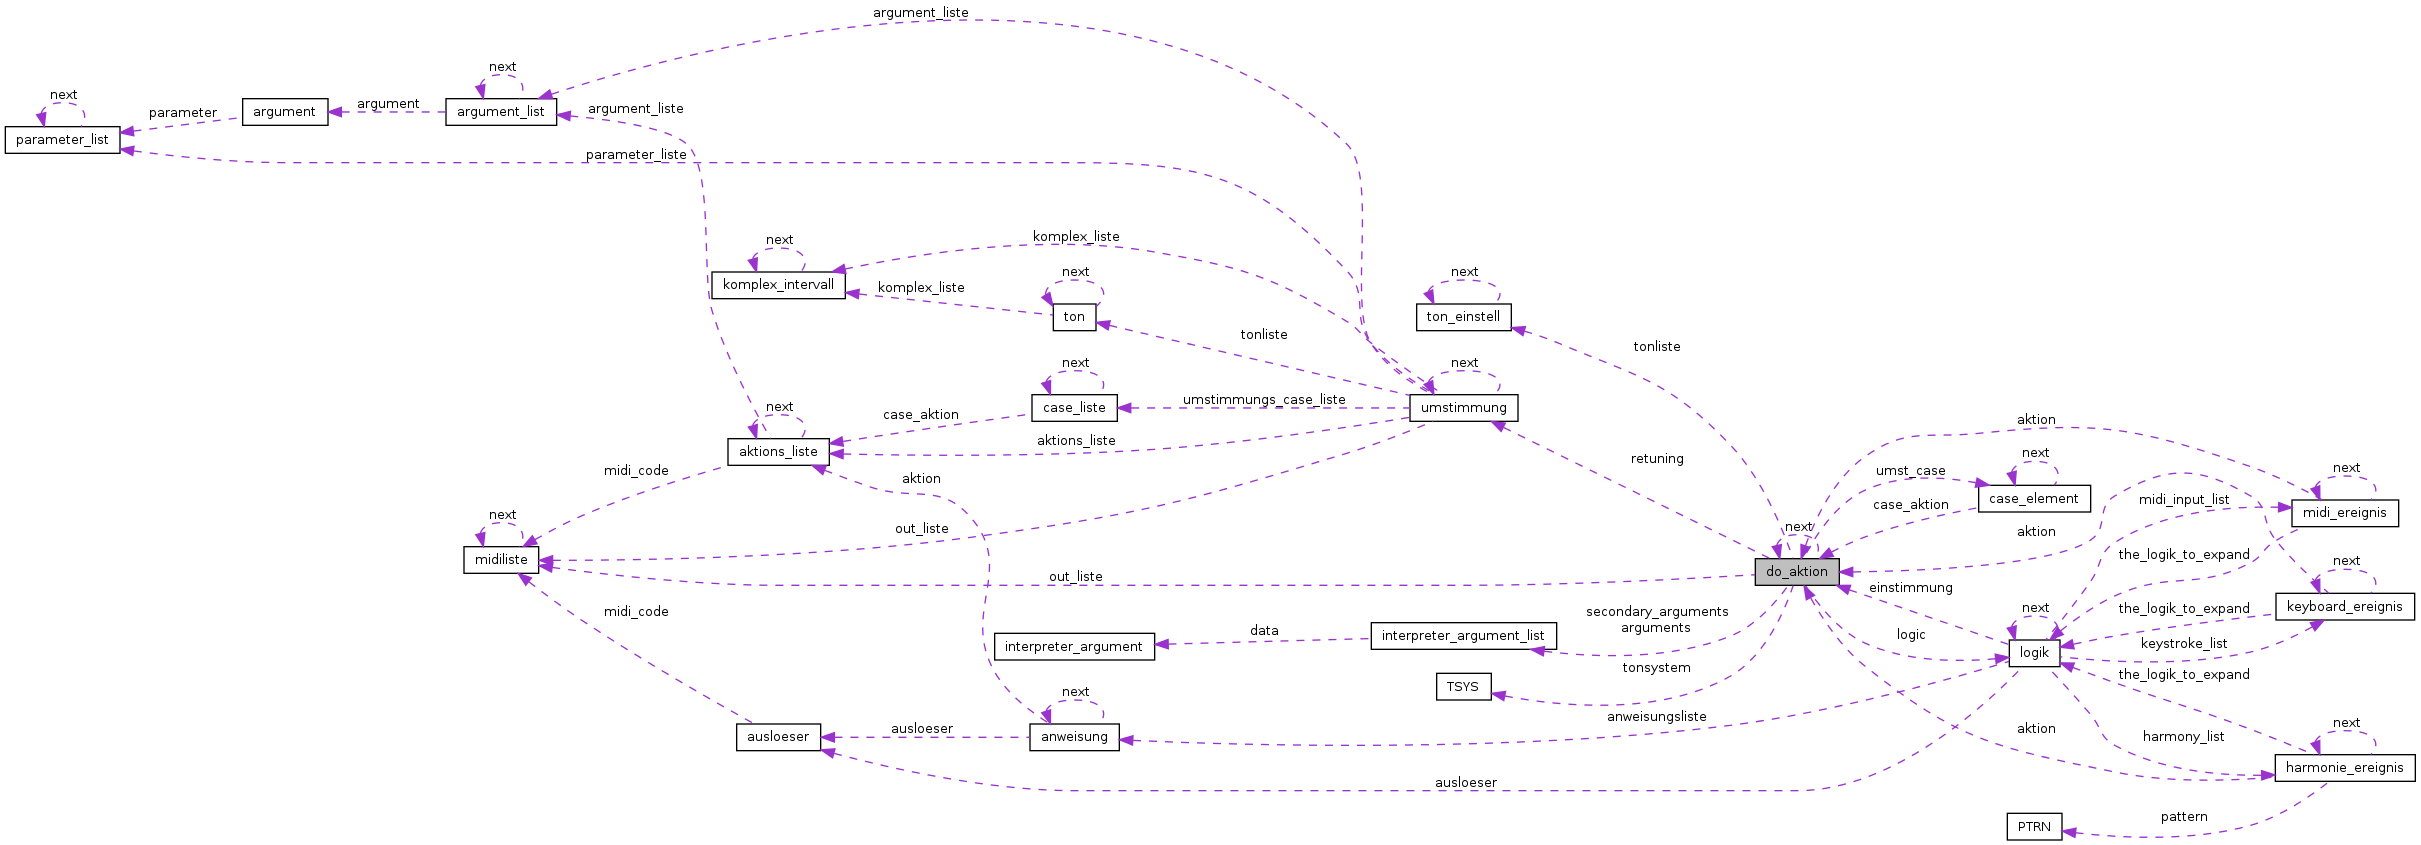 argument_liste
next
next
parameter_list
parameter
argument
argument
argument_list
argument_liste
parameter_liste
komplex_liste
next
komplex_intervall
komplex_liste
next
ton
tonliste
next
ton_einstell
tonliste
next
case_liste
umstimmungs_case_liste
next
umstimmung
case_aktion
next
aktions_liste
aktions_liste
aktion
midi_code
next
midiliste
out_liste
out_liste
retuning
aktion
umst_case
next
case_element
case_aktion
next
do_aktion
midi_input_list
next
midi_ereignis
aktion
the_logik_to_expand
next
keyboard_ereignis
einstimmung
next
logik
the_logik_to_expand
keystroke_list
the_logik_to_expand
logic
midi_code
interpreter_argument
data
interpreter_argument_list
secondary_arguments
arguments
tonsystem
TSYS
ausloeser
ausloeser
next
anweisung
anweisungsliste
ausloeser
aktion
harmony_list
next
harmonie_ereignis
pattern
PTRN